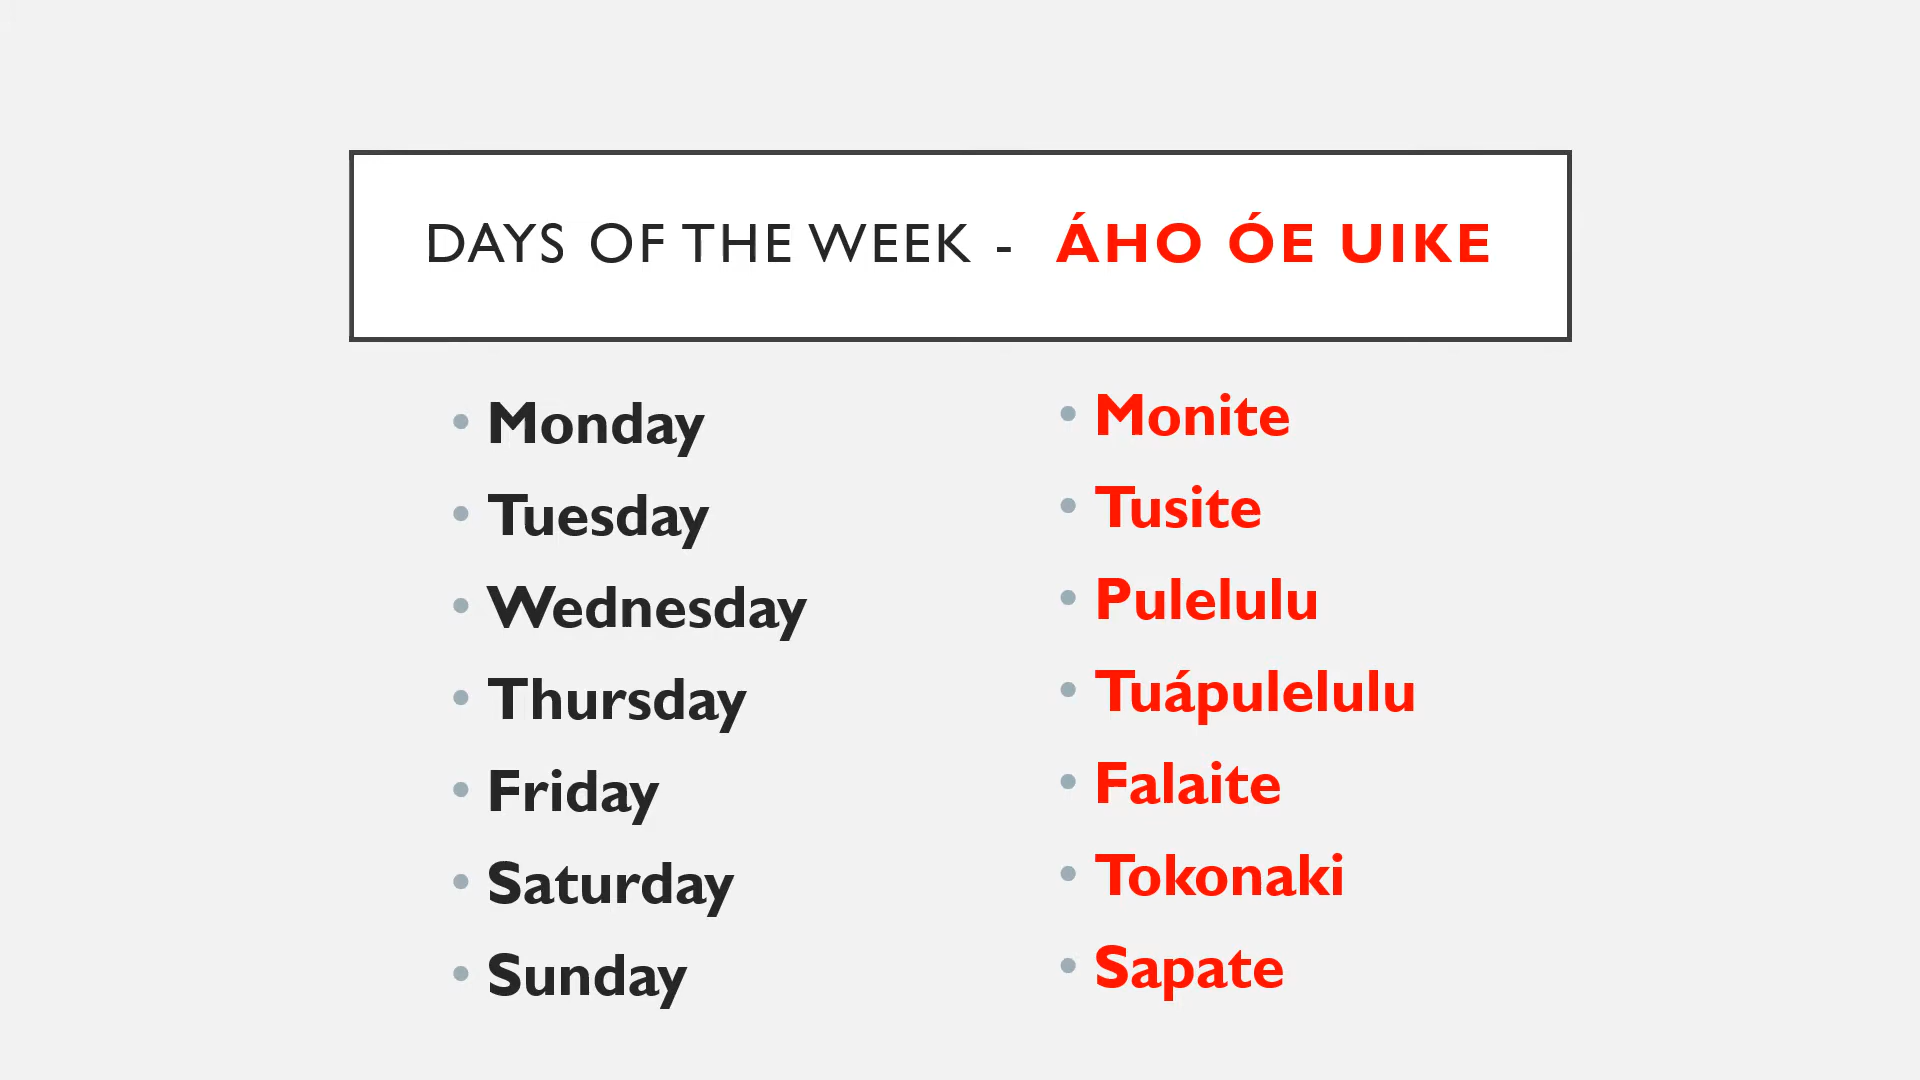 DAYS OF THE WEEK - ÁHO ÓE UIKE
• Monday
• Tuesday
• Wednesday
• Thursday
• Friday
• Saturday
• Sunday
• Monite
• Tusite
• Pulelulu
• Tuápulelulu
• Falaite
• Tokonaki
• Sapate